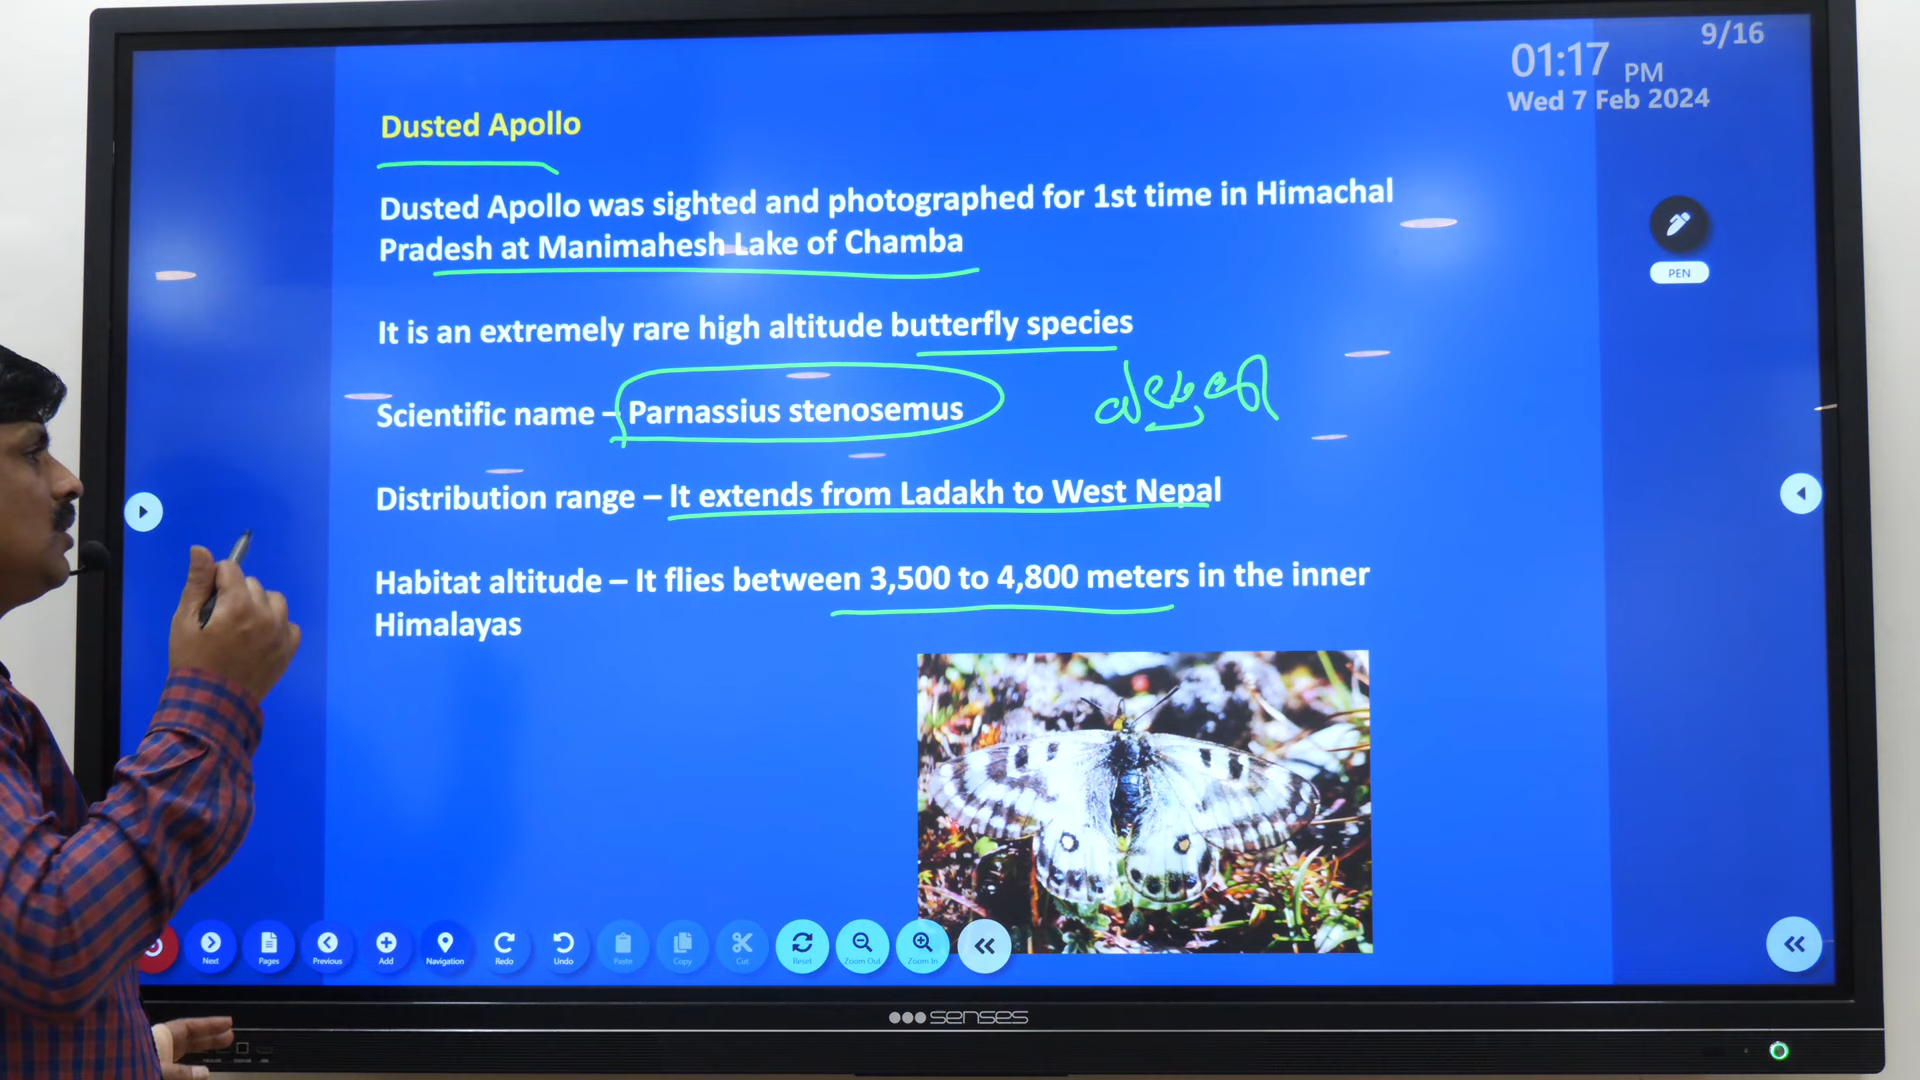 9/16
01:17 PM
Wed 7 Feb 2024
Dusted Apollo
Dusted Apollo was sighted and photographed for 1st time in Himachal
Pradesh at Manimahesh Lake of Chamba
It is an extremely rare high altitude butterfly species
Scientific name – Parnassius stenosemus
Distribution range – It extends from Ladakh to West Nepal
Habitat altitude – It flies between 3,500 to 4,800 meters in the inner
Himalayas
PEN
Next Pages Previous Add Navigation Redo Undo Paste Copy Cut Reset Zoom Out Zoom In
senses